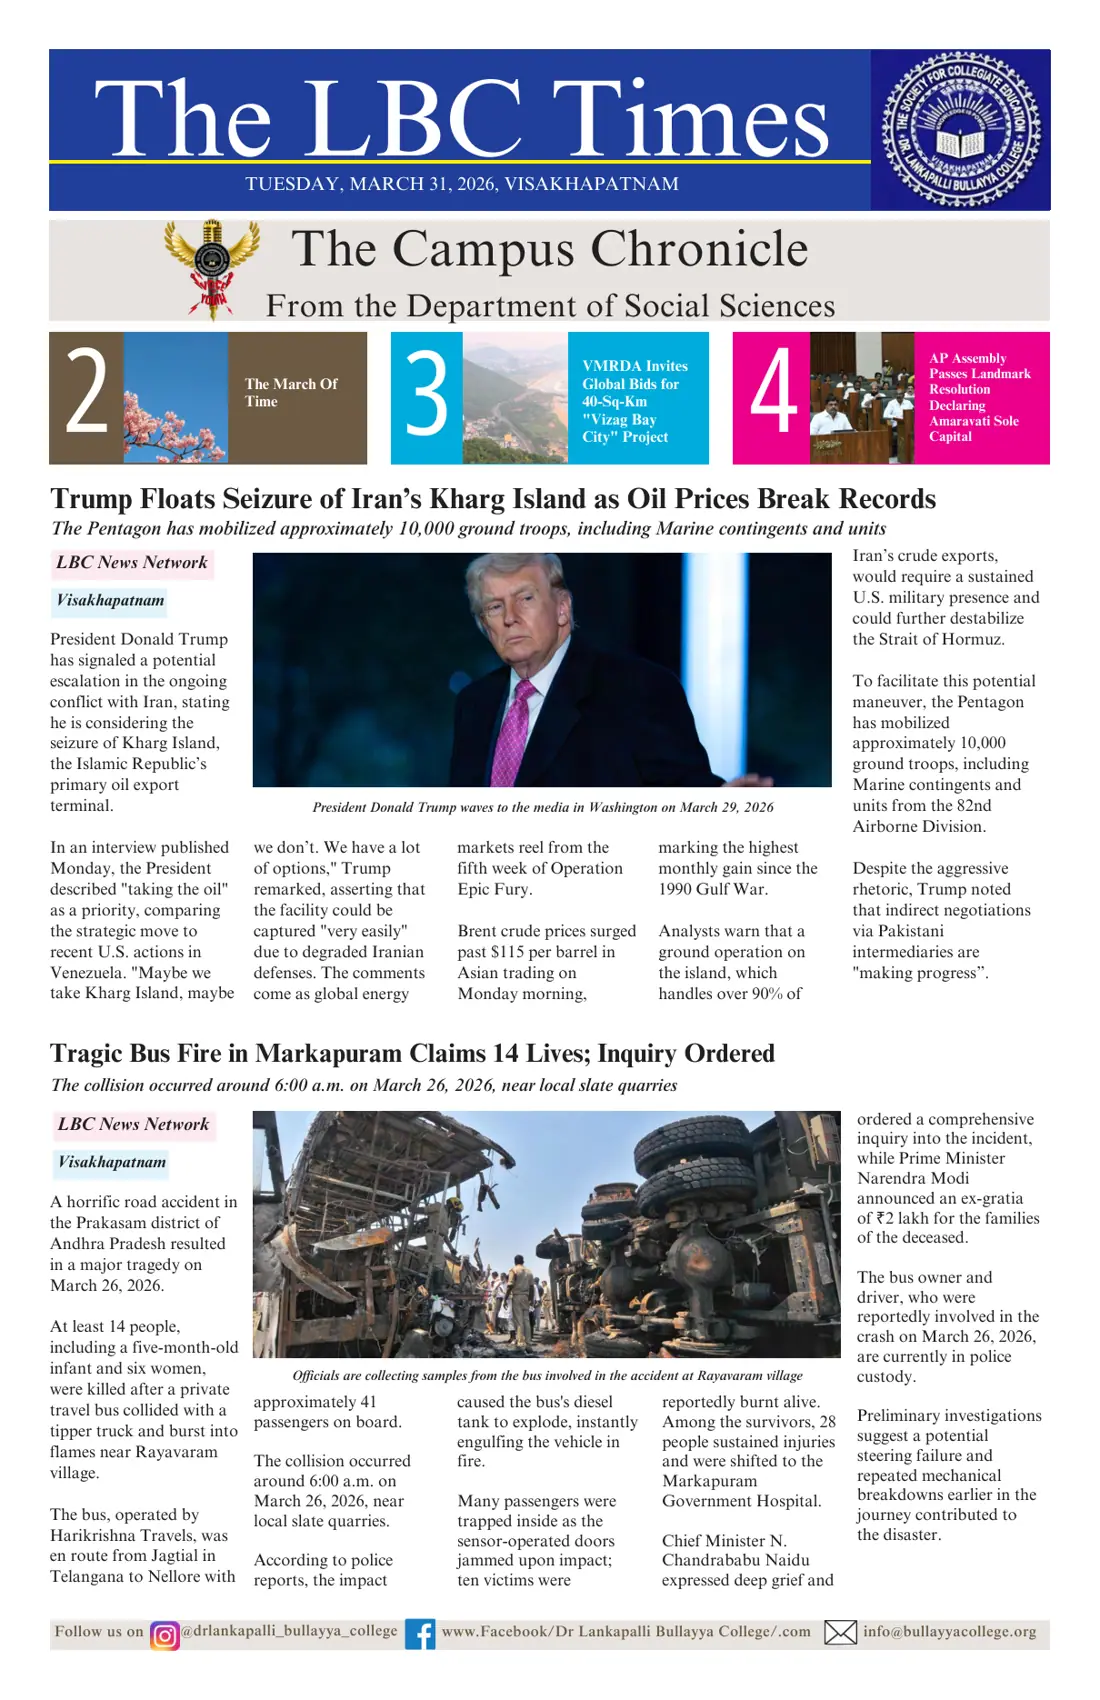 The LBC Times
TUESDAY, MARCH 31, 2026, VISAKHAPATNAM
THE SOCIETY FOR COLLEGIATE EDUCATION
DR. LANKAPALLI BULLAYYA COLLEGE
KNOWLEDGE IS POWER
VISAKHAPATNAM
The Campus Chronicle
From the Department of Social Sciences
2
The March Of
Time
3
VMRDA Invites
Global Bids for
40-Sq-Km
"Vizag Bay
City" Project
4
AP Assembly
Passes Landmark
Resolution
Declaring
Amaravati Sole
Capital
Trump Floats Seizure of Iran’s Kharg Island as Oil Prices Break Records
The Pentagon has mobilized approximately 10,000 ground troops, including Marine contingents and units
LBC News Network
Visakhapatnam
President Donald Trump
has signaled a potential
escalation in the ongoing
conflict with Iran, stating
he is considering the
seizure of Kharg Island,
the Islamic Republic’s
primary oil export
terminal.
In an interview published
Monday, the President
described "taking the oil"
as a priority, comparing
the strategic move to
recent U.S. actions in
Venezuela. "Maybe we
take Kharg Island, maybe
President Donald Trump waves to the media in Washington on March 29, 2026
we don’t. We have a lot
of options," Trump
remarked, asserting that
the facility could be
captured "very easily"
due to degraded Iranian
defenses. The comments
come as global energy
markets reel from the
fifth week of Operation
Epic Fury.
Brent crude prices surged
past $115 per barrel in
Asian trading on
Monday morning,
marking the highest
monthly gain since the
1990 Gulf War.
Analysts warn that a
ground operation on
the island, which
handles over 90% of
Iran’s crude exports,
would require a sustained
U.S. military presence and
could further destabilize
the Strait of Hormuz.
To facilitate this potential
maneuver, the Pentagon
has mobilized
approximately 10,000
ground troops, including
Marine contingents and
units from the 82nd
Airborne Division.
Despite the aggressive
rhetoric, Trump noted
that indirect negotiations
via Pakistani
intermediaries are
"making progress”.
Tragic Bus Fire in Markapuram Claims 14 Lives; Inquiry Ordered
The collision occurred around 6:00 a.m. on March 26, 2026, near local slate quarries
LBC News Network
Visakhapatnam
A horrific road accident in
the Prakasam district of
Andhra Pradesh resulted
in a major tragedy on
March 26, 2026.
At least 14 people,
including a five-month-old
infant and six women,
were killed after a private
travel bus collided with a
tipper truck and burst into
flames near Rayavaram
village.
The bus, operated by
Harikrishna Travels, was
en route from Jagtial in
Telangana to Nellore with
Officials are collecting samples from the bus involved in the accident at Rayavaram village
approximately 41
passengers on board.
The collision occurred
around 6:00 a.m. on
March 26, 2026, near
local slate quarries.
According to police
reports, the impact
caused the bus's diesel
tank to explode, instantly
engulfing the vehicle in
fire.
Many passengers were
trapped inside as the
sensor-operated doors
jammed upon impact;
ten victims were
reportedly burnt alive.
Among the survivors, 28
people sustained injuries
and were shifted to the
Markapuram
Government Hospital.
Chief Minister N.
Chandrababu Naidu
expressed deep grief and
ordered a comprehensive
inquiry into the incident,
while Prime Minister
Narendra Modi
announced an ex-gratia
of ₹2 lakh for the families
of the deceased.
The bus owner and
driver, who were
reportedly involved in the
crash on March 26, 2026,
are currently in police
custody.
Preliminary investigations
suggest a potential
steering failure and
repeated mechanical
breakdowns earlier in the
journey contributed to
the disaster.
Follow us on @drlankapalli_bullayya_college www.Facebook/Dr Lankapalli Bullayya College/.com info@bullayyacollege.org